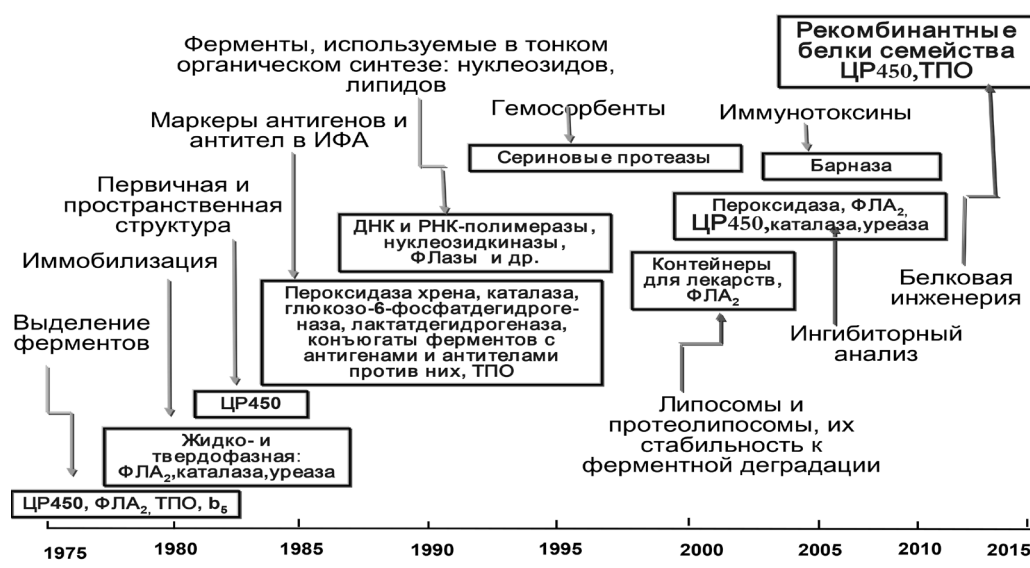 Рекомбинантные
белки семейства
ЦР450,ТПО
Ферменты, используемые в тонком
органическом синтезе: нуклеозидов,
липидов
Гемосорбенты
Иммунотоксины
Маркеры антигенов и
антител в ИФА
Сериновые протеазы
Барназа
Первичная и
пространственная
структура
ДНК и РНК-полимеразы,
нуклеозидкиназы,
ФЛазы и др.
Пероксидаза, ФЛА2,
ЦР450,каталаза,уреаза
Иммобилизация
Контейнеры
для лекарств,
ФЛА2
Белковая
инженерия
Пероксидаза хрена, каталаза,
глюкозо-6-фосфатдегидроге-
наза, лактатдегидрогеназа,
конъюгаты ферментов с
антигенами и антителами
против них, ТПО
Выделение
ферментов
Ингибиторный
анализ
ЦР450
Липосомы и
протеолипосомы, их
стабильность к
ферментной деградации
Жидко- и
твердофазная:
ФЛА2,каталаза,уреаза
ЦР450, ФЛА2, ТПО, b5
1975 1980 1985 1990 1995 2000 2005 2010 2015